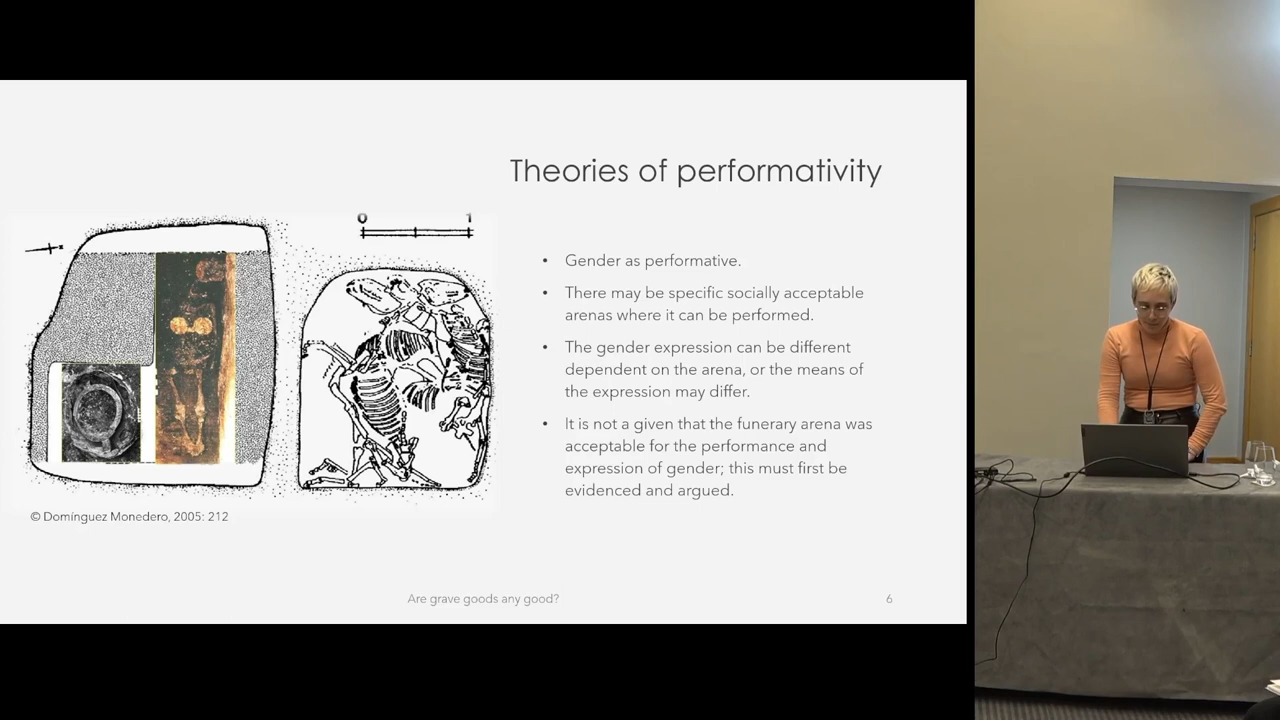 Theories of performativity
0 1
• Gender as performative.
• There may be specific socially acceptable
arenas where it can be performed.
• The gender expression can be different
dependent on the arena, or the means of
the expression may differ.
• It is not a given that the funerary arena was
acceptable for the performance and
expression of gender; this must first be
evidenced and argued.
© Domínguez Monedero, 2005: 212
Are grave goods any good?
6